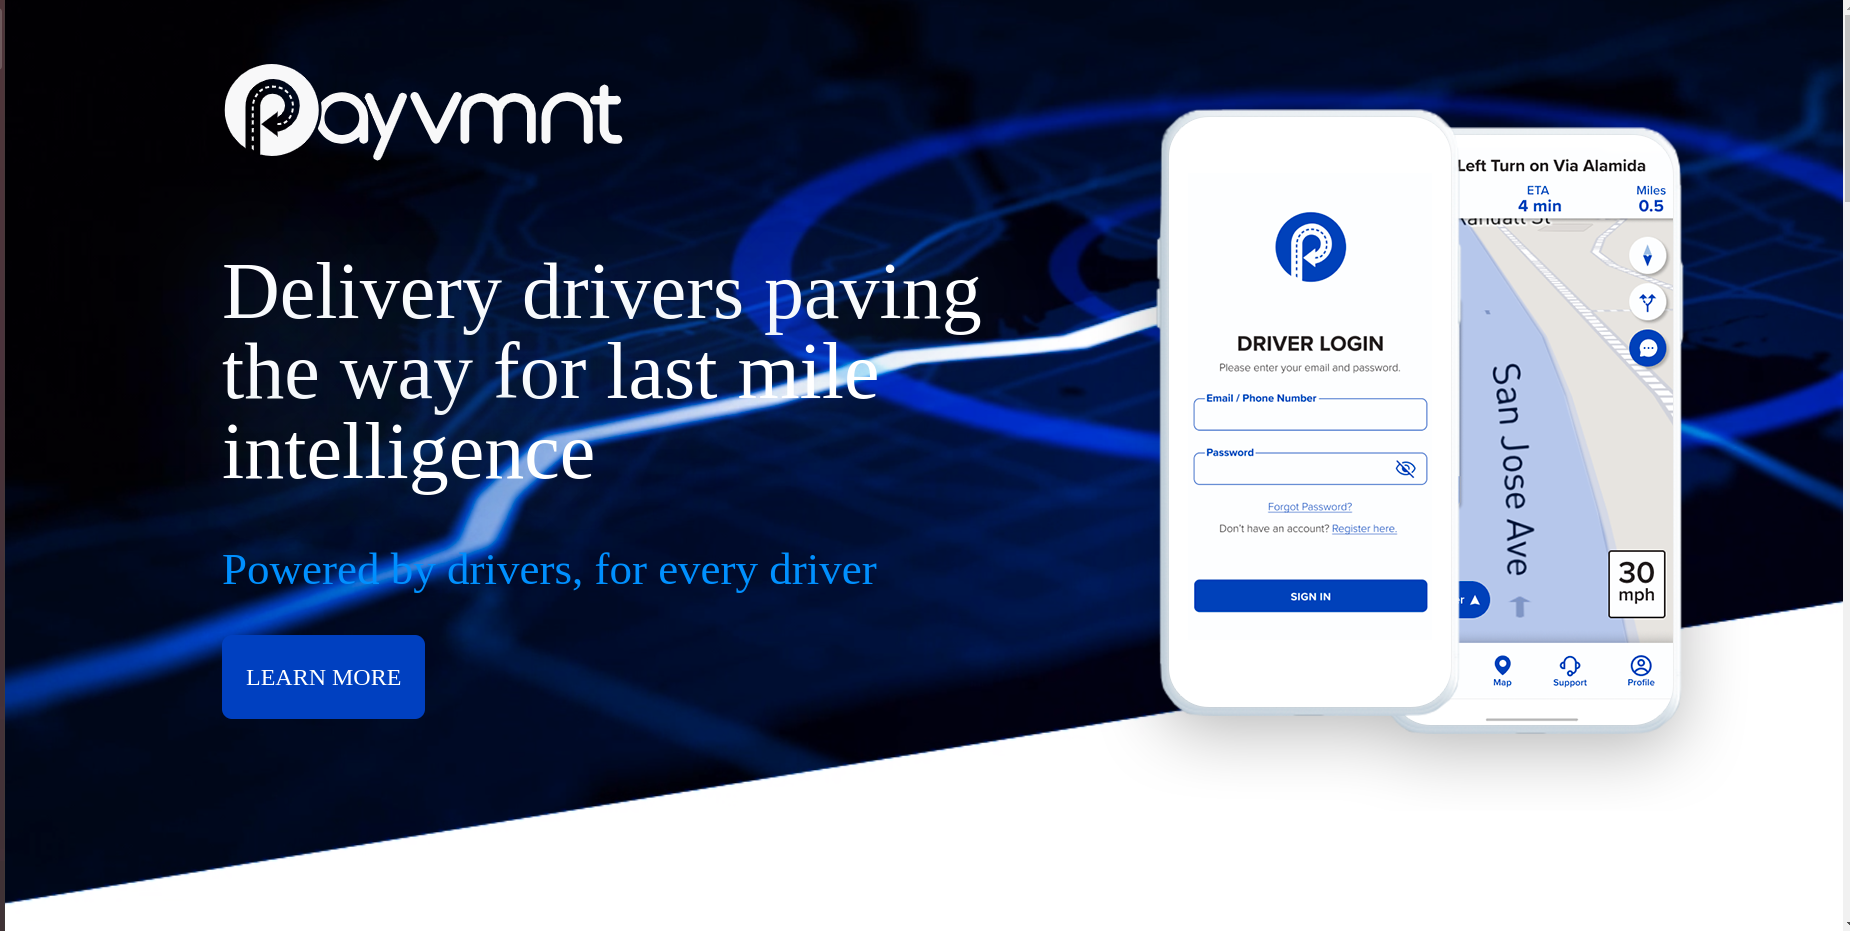 Payvmnt
Delivery drivers paving
the way for last mile
intelligence
Powered by drivers, for every driver
LEARN MORE
DRIVER LOGIN
Please enter your email and password.
Email / Phone Number
Password
Forgot Password?
Don't have an account? Register here.
SIGN IN
Left Turn on Via Alamida
ETA
4 min
Miles
0.5
Randall St
San Jose Ave
30
mph
Map
Support
Profile